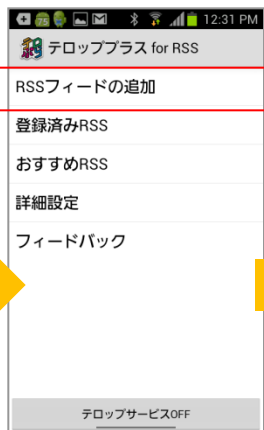 75 12:31 PM
テロッププラス for RSS
RSSフィードの追加
登録済みRSS
おすすめRSS
詳細設定
フィードバック
テロップサービスOFF